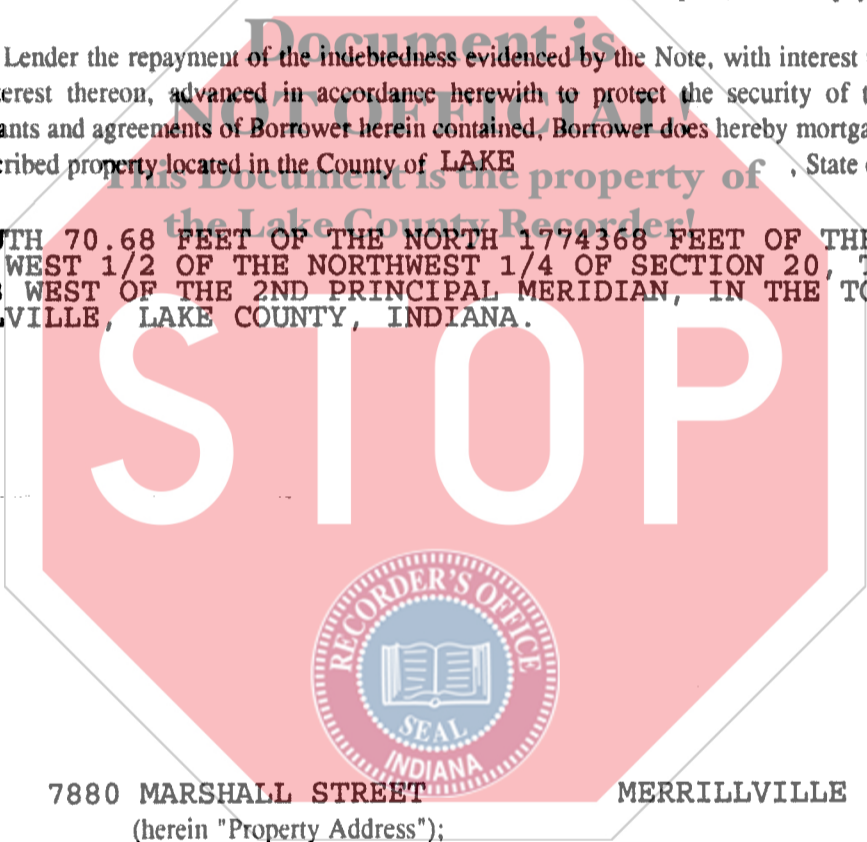 Document is
Lender the repayment of the indebtedness evidenced by the Note, with interest
erest thereon, advanced in accordance herewith to protect the security of t
NOT OFFICIAL!
ants and agreements of Borrower herein contained, Borrower does hereby mortga
cribed property located in the County of LAKE , State
This Document is the property of
the Lake County Recorder!
TH 70.68 FEET OF THE NORTH 1774368 FEET OF THE
WEST 1/2 OF THE NORTHWEST 1/4 OF SECTION 20, T
WEST OF THE 2ND PRINCIPAL MERIDIAN, IN THE TO
VILLE, LAKE COUNTY, INDIANA.
STOP
RECORDER'S OFFICE
SEAL
INDIANA
7880 MARSHALL STREET MERRILLVILLE
(herein "Property Address");